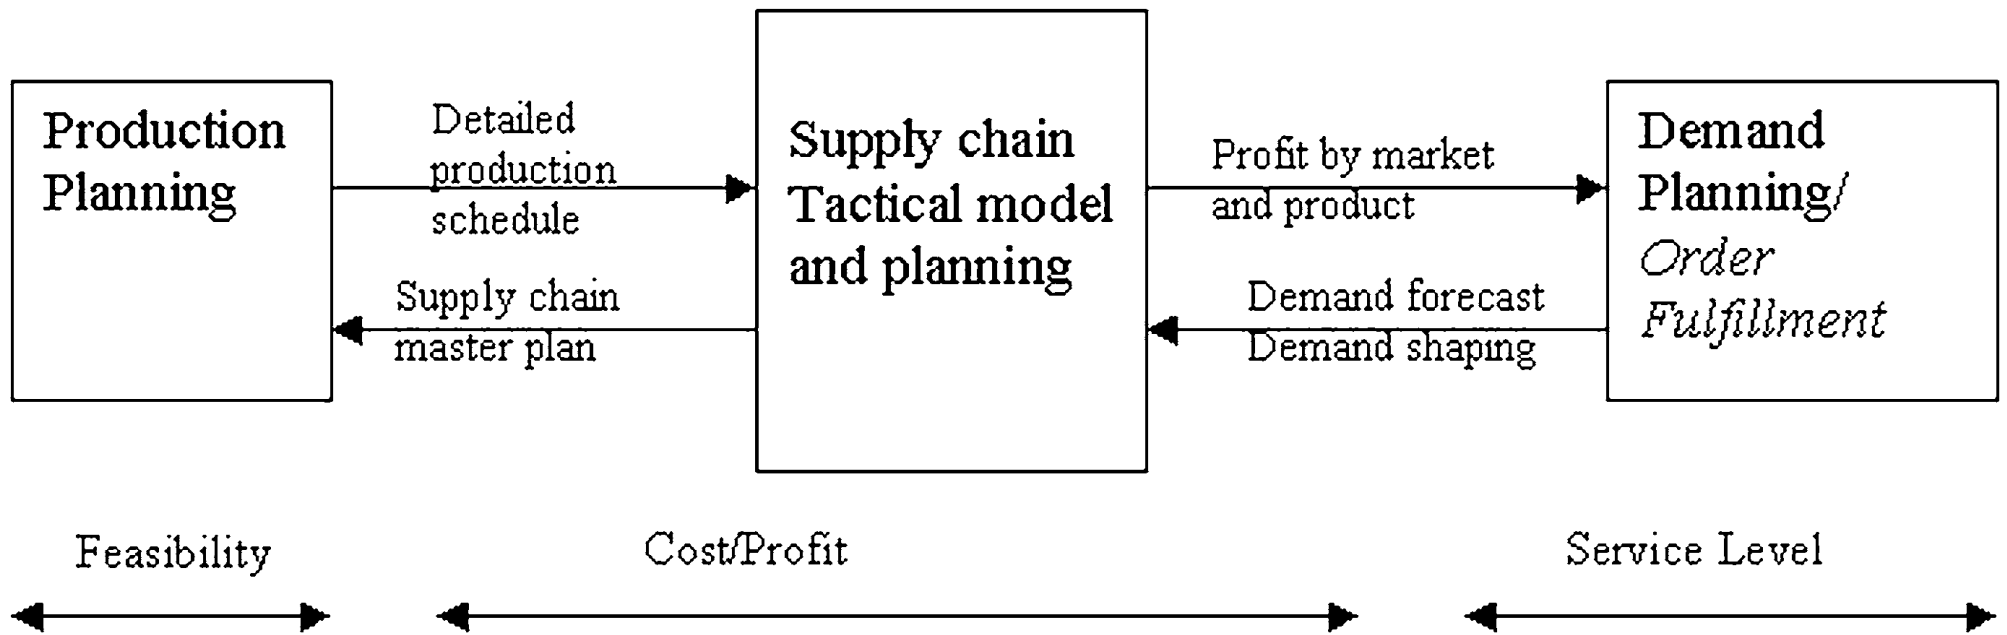 Production
Planning
Detailed
production
schedule
Supply chain
master plan
Supply chain
Tactical model
and planning
Profit by market
and product
Demand forecast
Demand shaping
Demand
Planning/
Order
Fulfillment
Feasibility
Cost/Profit
Service Level